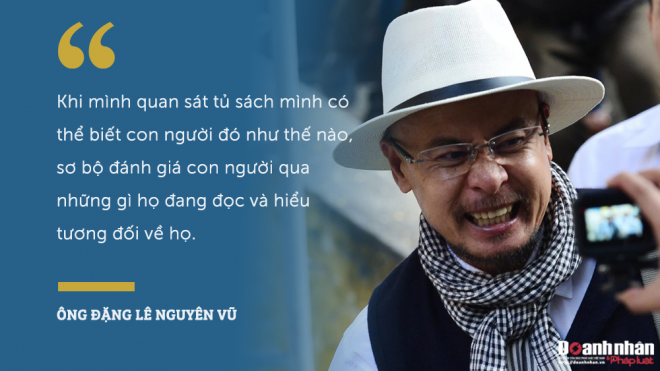 Khi mình quan sát tủ sách mình có
thể biết con người đó như thế nào,
sơ bộ đánh giá con người qua
những gì họ đang đọc và hiểu
tương đối về họ.
ÔNG ĐẶNG LÊ NGUYÊN VŨ
Doanh nhân
& Pháp luật